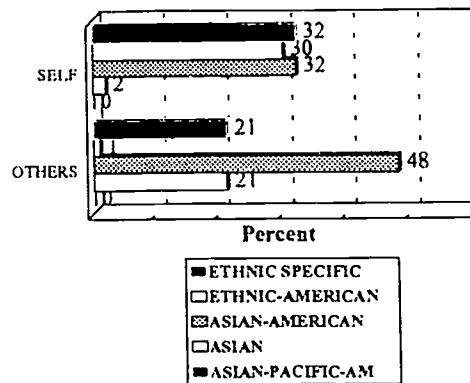 32
30
SELF 32
2
0
21
48
OTHERS 21
0
Percent
ETHNIC SPECIFIC
ETHNIC-AMERICAN
ASIAN-AMERICAN
ASIAN
ASIAN-PACIFIC-AM